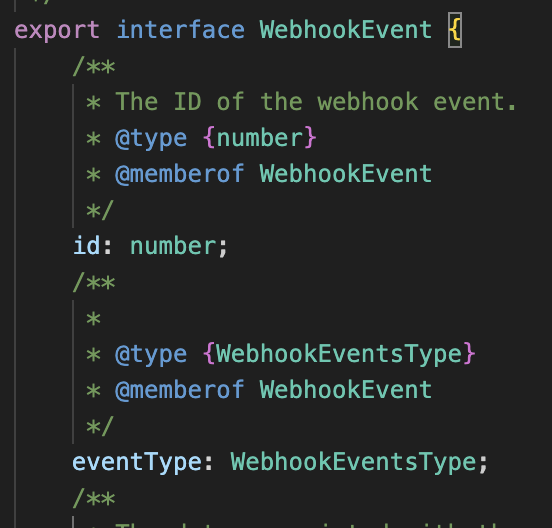 */
export interface WebhookEvent {
/**
* The ID of the webhook event.
* @type {number}
* @memberof WebhookEvent
*/
id: number;
/**
*
* @type {WebhookEventsType}
* @memberof WebhookEvent
*/
eventType: WebhookEventsType;
/**